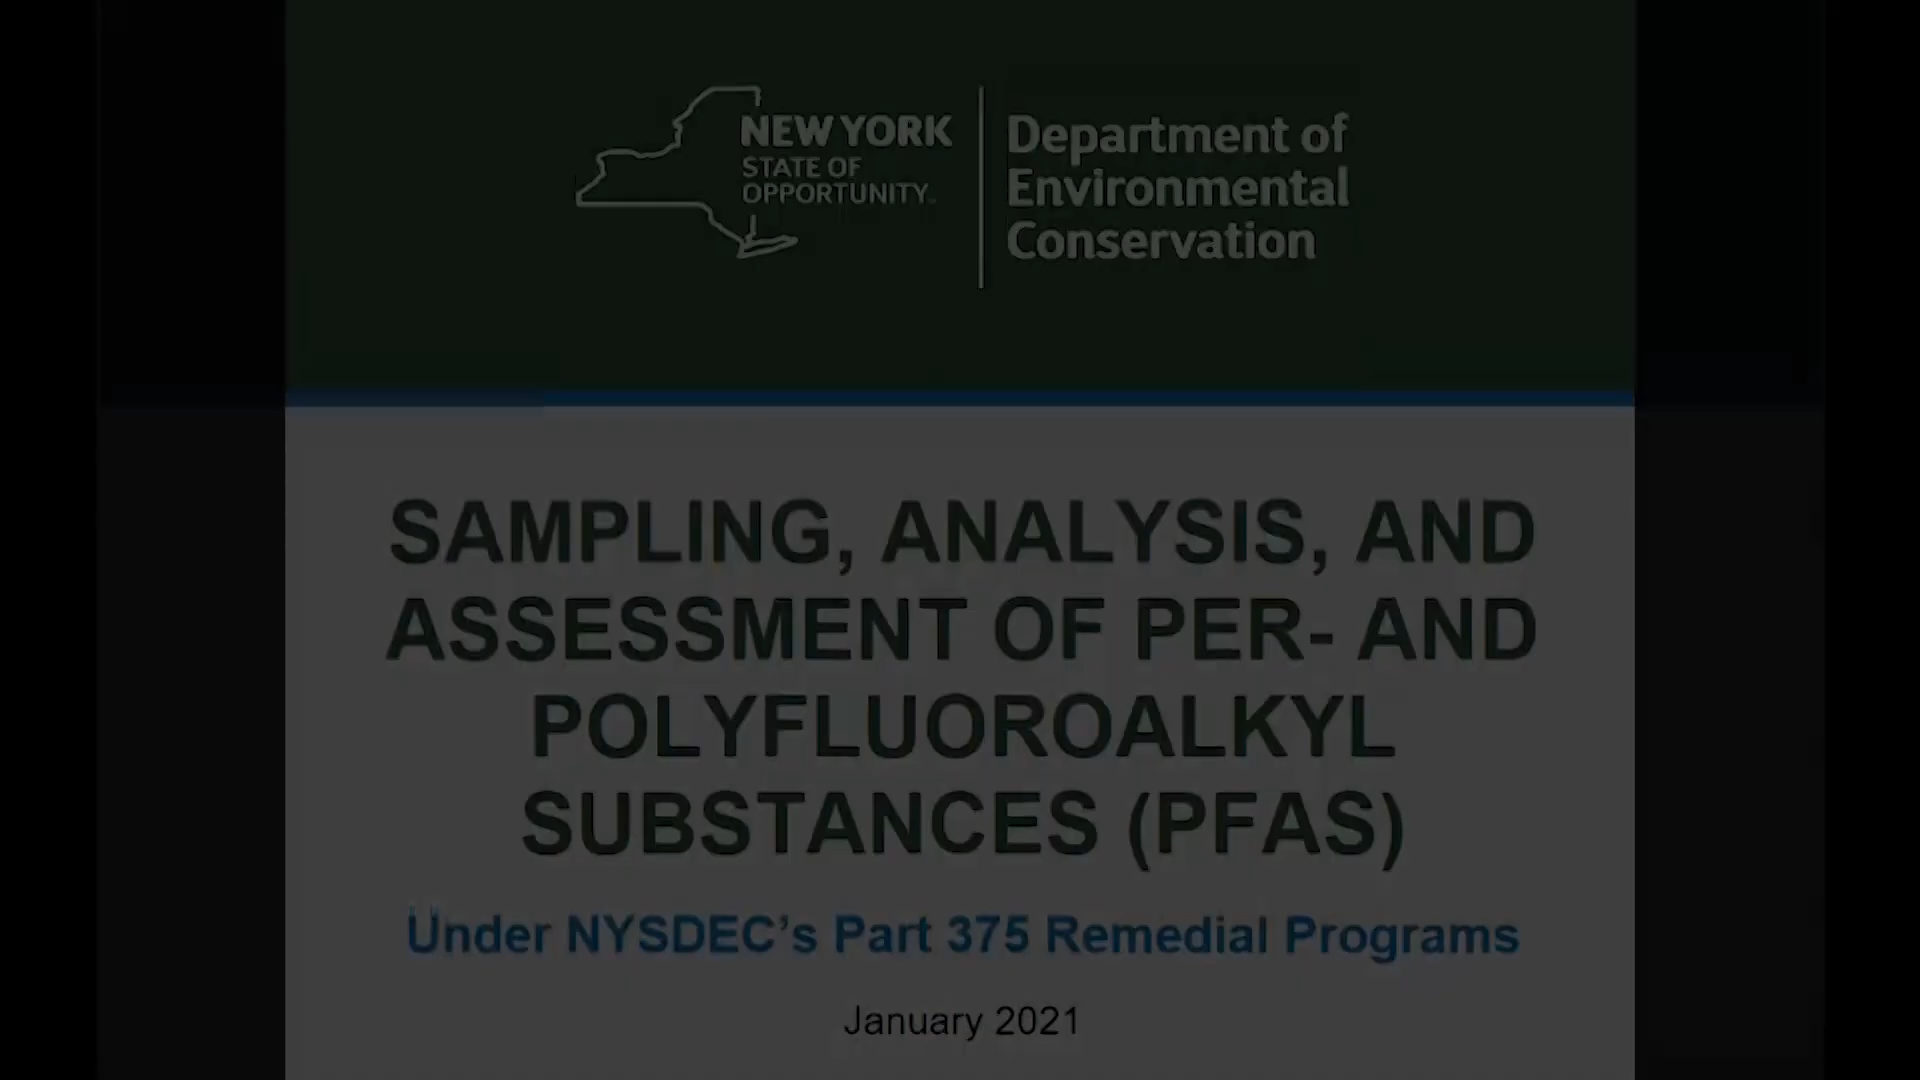 NEW YORK
STATE OF
OPPORTUNITY.
Department of
Environmental
Conservation
SAMPLING, ANALYSIS, AND
ASSESSMENT OF PER- AND
POLYFLUOROALKYL
SUBSTANCES (PFAS)
Under NYSDEC’s Part 375 Remedial Programs
January 2021